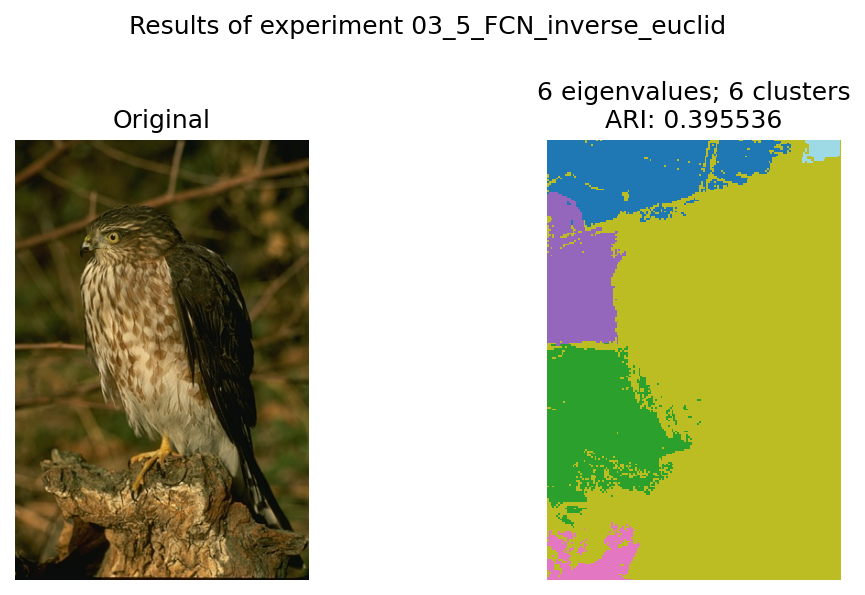 Results of experiment 03_5_FCN_inverse_euclid
Original
6 eigenvalues; 6 clusters
ARI: 0.395536